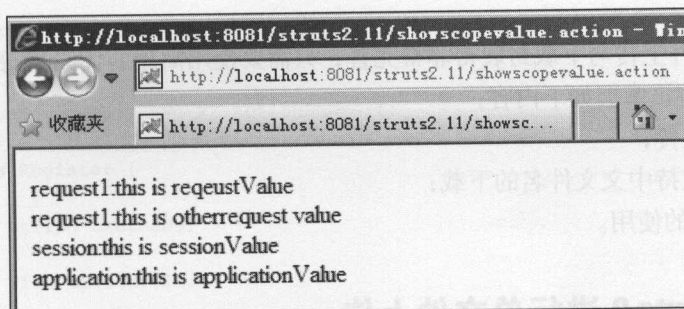 http://localhost:8081/struts2.11/showscopevalue.action - Win
http://localhost:8081/struts2.11/showscopevalue.action
收藏夹
http://localhost:8081/struts2.11/showsc...
request1:this is reqeustValue
request1:this is otherrequest value
session:this is sessionValue
application:this is applicationValue